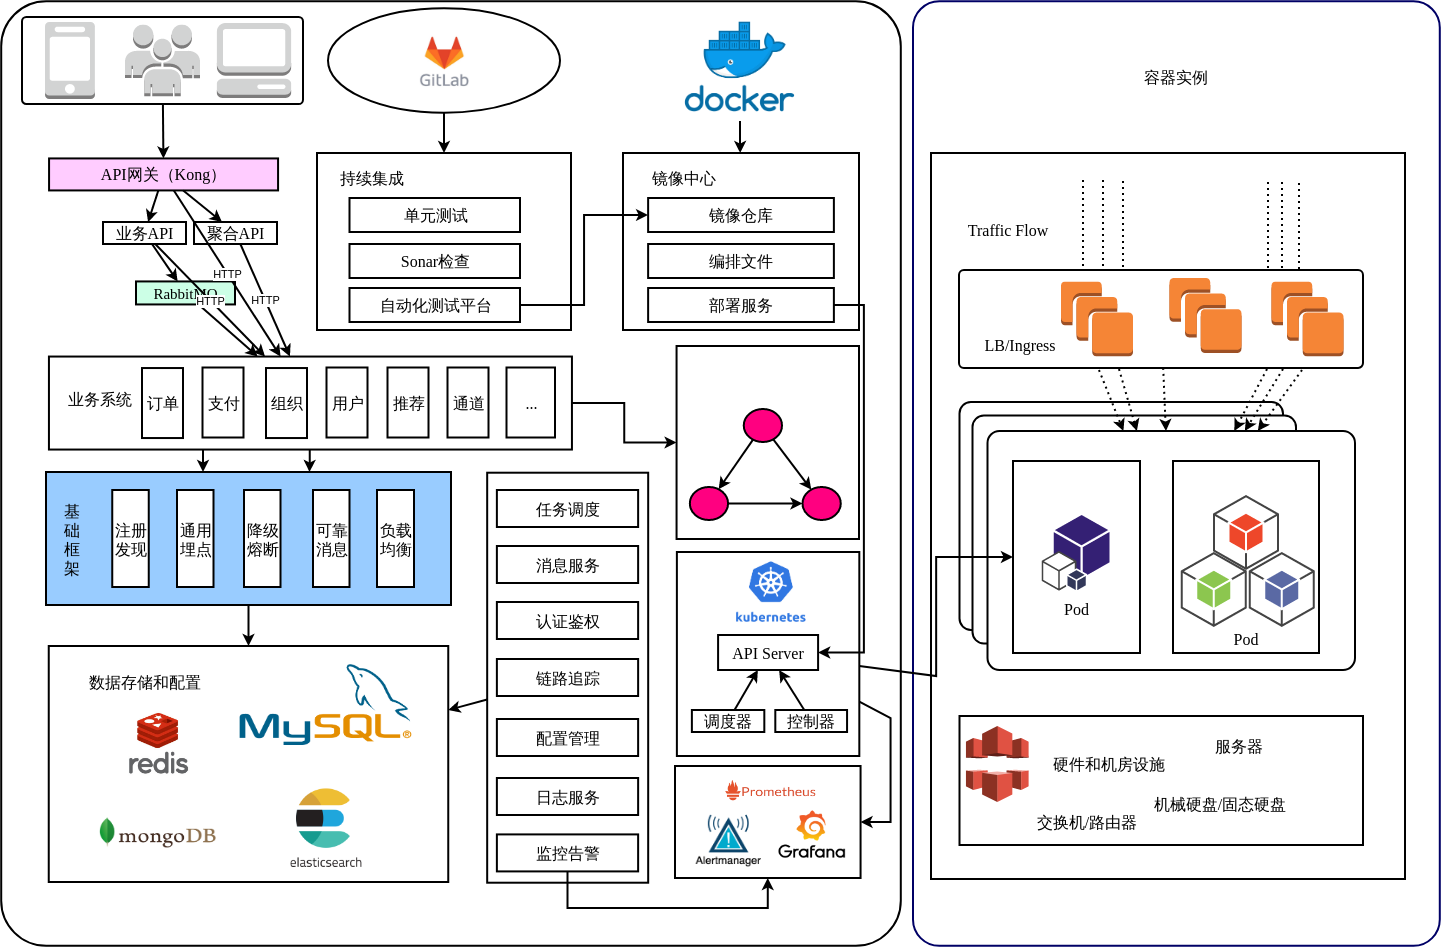 GitLab
docker
容器实例
API网关（Kong）
业务API
聚合API
RabbitMQ
HTTP
HTTP
HTTP
持续集成
单元测试
Sonar检查
自动化测试平台
镜像中心
镜像仓库
编排文件
部署服务
Traffic Flow
LB/Ingress
业务系统
订单
支付
组织
用户
推荐
通道
...
基
础
框
架
注册
发现
通用
埋点
降级
熔断
可靠
消息
负载
均衡
任务调度
消息服务
认证鉴权
链路追踪
配置管理
日志服务
监控告警
kubernetes
API Server
调度器
控制器
Pod
Pod
数据存储和配置
redis
MySQL
mongoDB
elasticsearch
Prometheus
Alertmanager
Grafana
服务器
硬件和机房设施
机械硬盘/固态硬盘
交换机/路由器